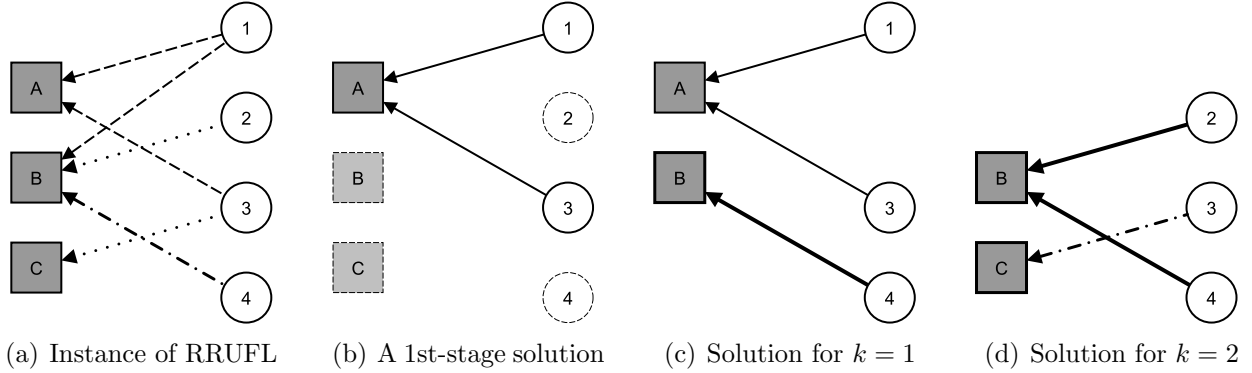 1
A
2
B
3
C
4
(a) Instance of RRUFL
1
A
2
B
3
C
4
(b) A 1st-stage solution
1
A
B
3
4
(c) Solution for k = 1
2
B
3
C
4
(d) Solution for k = 2